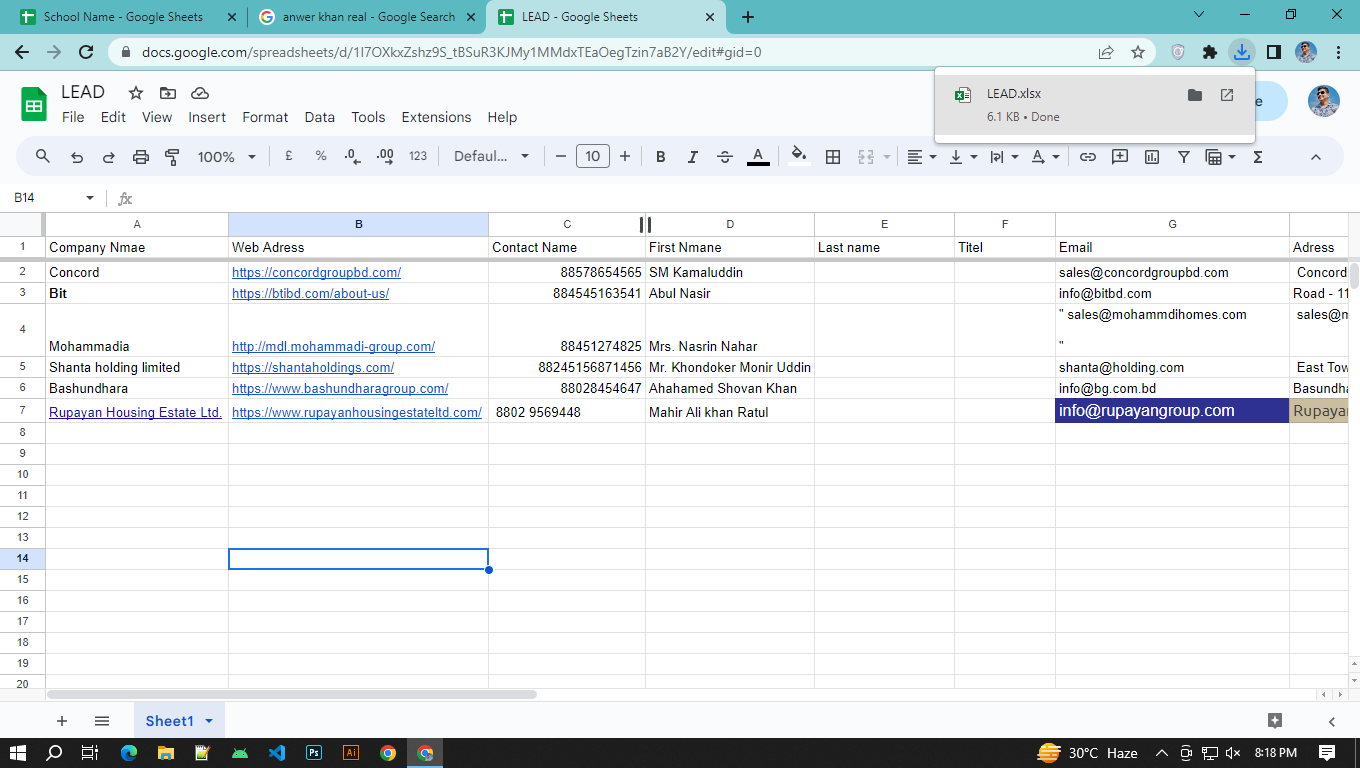 School Name - Google Sheets
anwer khan real - Google Search
LEAD - Google Sheets
docs.google.com/spreadsheets/d/1I7OXkxZshz9S_tBSuR3KJMy1MMdxTEaOegTzin7aB2Y/edit#gid=0
LEAD
LEAD.xlsx
6.1 KB • Done
File Edit View Insert Format Data Tools Extensions Help
100% £ % .0 .00 123 Defaul... 10 B I A
B14 fx
A B C D E F G
1 Company Nmae Web Adress Contact Name First Nmane Last name Titel Email Adress
2 Concord https://concordgroupbd.com/ 88578654565 SM Kamaluddin sales@concordgroupbd.com Concord
3 Bit https://btibd.com/about-us/ 884545163541 Abul Nasir info@bitbd.com Road - 11
" sales@mohammdihomes.com sales@m
4 Mohammadia http://mdl.mohammadi-group.com/ 88451274825 Mrs. Nasrin Nahar "
5 Shanta holding limited https://shantaholdings.com/ 88245156871456 Mr. Khondoker Monir Uddin shanta@holding.com East Tow
6 Bashundhara https://www.bashundharagroup.com/ 88028454647 Ahahamed Shovan Khan info@bg.com.bd Basundha
7 Rupayan Housing Estate Ltd. https://www.rupayanhousingestateltd.com/ 8802 9569448 Mahir Ali khan Ratul info@rupayangroup.com Rupayan
8
9
10
11
12
13
14
15
16
17
18
19
20
Sheet1
Ps Ai 30°C Haze 8:18 PM